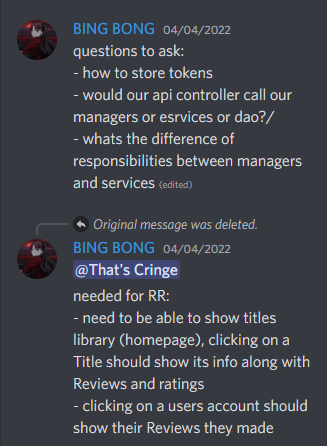 BING BONG 04/04/2022
questions to ask:
- how to store tokens
- would our api controller call our
managers or esrvices or dao?/
- whats the difference of
responsibilities between managers
and services (edited)
Original message was deleted.
BING BONG 04/04/2022
@That's Cringe
needed for RR:
- need to be able to show titles
library (homepage), clicking on a
Title should show its info along with
Reviews and ratings
- clicking on a users account should
show their Reviews they made